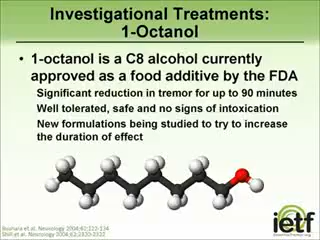 Investigational Treatments:
1-Octanol
• 1-octanol is a C8 alcohol currently
approved as a food additive by the FDA
Significant reduction in tremor for up to 90 minutes
Well tolerated, safe and no signs of intoxication
New formulations being studied to try to increase
the duration of effect
et al. Neurology 2004;62:122-124
Shill et al. Neurology 2004;62:2320-2322
ietf